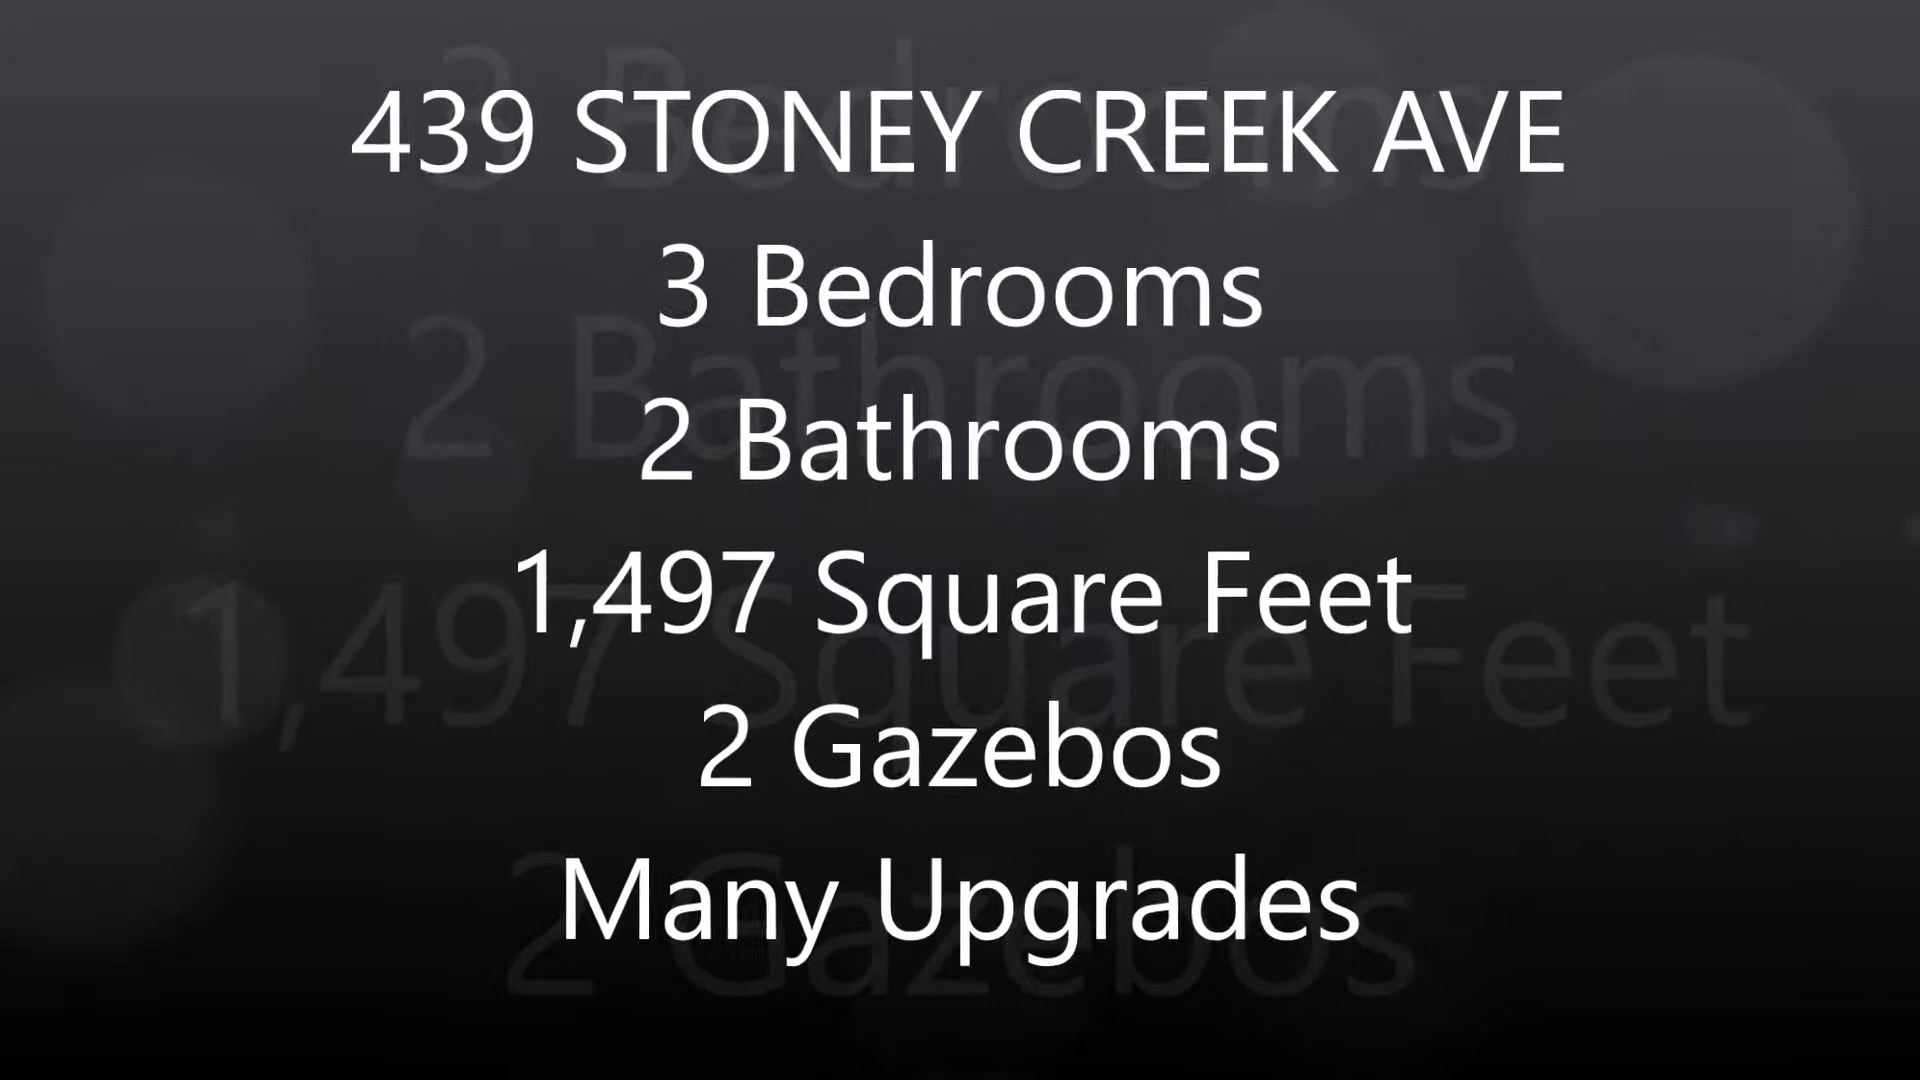 439 STONEY CREEK AVE
3 Bedrooms
2 Bathrooms
1,497 Square Feet
2 Gazebos
Many Upgrades